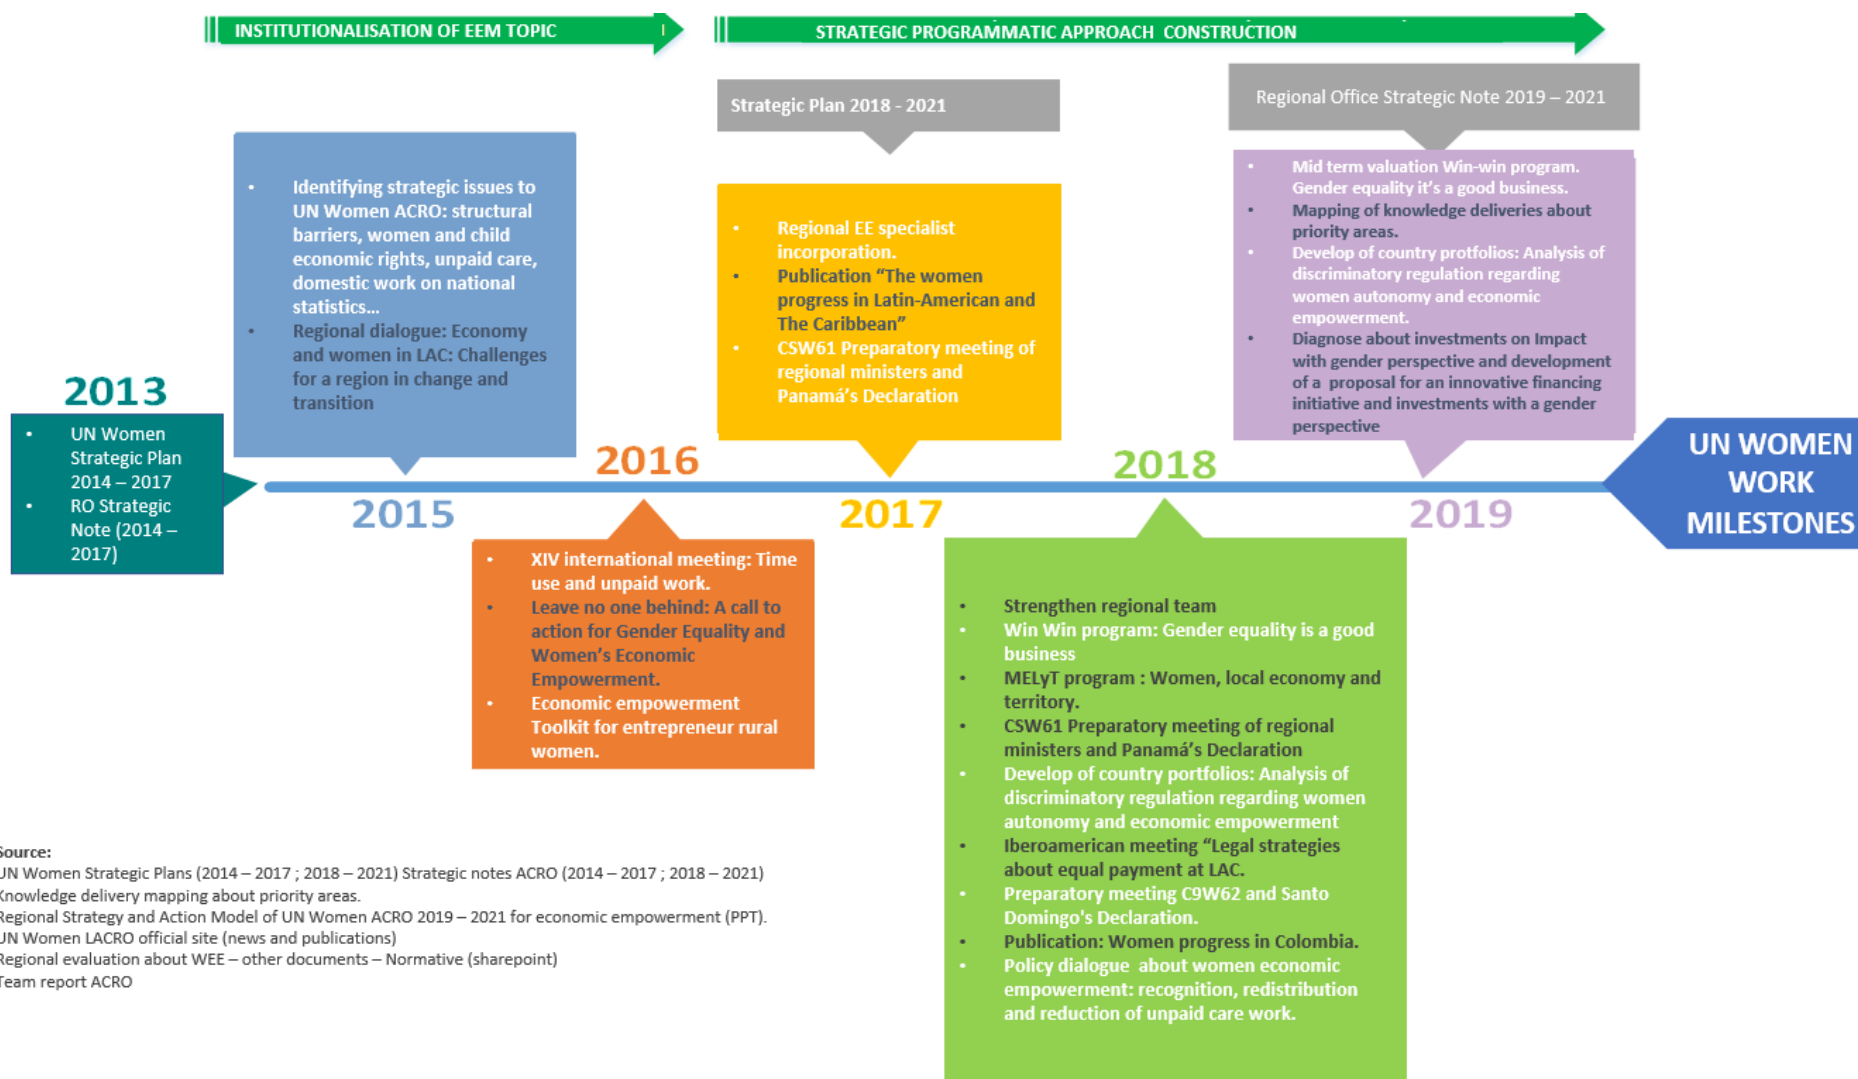 INSTITUTIONALISATION OF EEM TOPIC
STRATEGIC PROGRAMMATIC APPROACH CONSTRUCTION
Strategic Plan 2018 - 2021
Regional Office Strategic Note 2019 – 2021
2013
• UN Women
Strategic Plan
2014 – 2017
• RO Strategic
Note (2014 –
2017)
• Identifying strategic issues to
UN Women ACRO: structural
barriers, women and child
economic rights, unpaid care,
domestic work on national
statistics…
• Regional dialogue: Economy
and women in LAC: Challenges
for a region in change and
transition
2015
2016
• XIV international meeting: Time
use and unpaid work.
• Leave no one behind: A call to
action for Gender Equality and
Women’s Economic
Empowerment.
• Economic empowerment
Toolkit for entrepreneur rural
women.
• Regional EE specialist
incorporation.
• Publication “The women
progress in Latin-American and
The Caribbean”
• CSW61 Preparatory meeting of
regional ministers and
Panamá’s Declaration
2017
2018
• Strengthen regional team
• Win Win program: Gender equality is a good
business
• MELyT program : Women, local economy and
territory.
• CSW61 Preparatory meeting of regional
ministers and Panamá’s Declaration
• Develop of country portfolios: Analysis of
discriminatory regulation regarding women
autonomy and economic empowerment
• Iberoamerican meeting “Legal strategies
about equal payment at LAC.
• Preparatory meeting C9W62 and Santo
Domingo's Declaration.
• Publication: Women progress in Colombia.
• Policy dialogue about women economic
empowerment: recognition, redistribution
and reduction of unpaid care work.
• Mid term valuation Win-win program.
Gender equality it’s a good business.
• Mapping of knowledge deliveries about
priority areas.
• Develop of country protfolios: Analysis of
discriminatory regulation regarding
women autonomy and economic
empowerment.
• Diagnose about investments on Impact
with gender perspective and development
of a proposal for an innovative financing
initiative and investments with a gender
perspective
2019
UN WOMEN
WORK
MILESTONES
Source:
UN Women Strategic Plans (2014 – 2017 ; 2018 – 2021) Strategic notes ACRO (2014 – 2017 ; 2018 – 2021)
Knowledge delivery mapping about priority areas.
Regional Strategy and Action Model of UN Women ACRO 2019 – 2021 for economic empowerment (PPT).
UN Women LACRO official site (news and publications)
Regional evaluation about WEE – other documents – Normative (sharepoint)
Team report ACRO